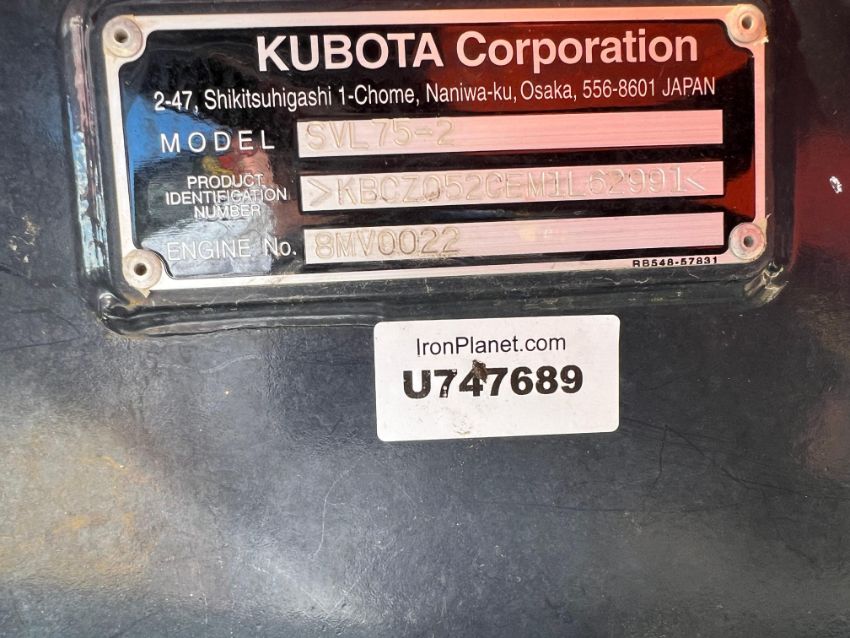 KUBOTA Corporation
2-47, Shikitsuhigashi 1-Chome, Naniwa-ku, Osaka, 556-8601 JAPAN
MODEL SVL75-2
PRODUCT IDENTIFICATION NUMBER >KBCZ052CEM1L62991<
ENGINE No. 8MV0022
RB548-57831
IronPlanet.com
U747689